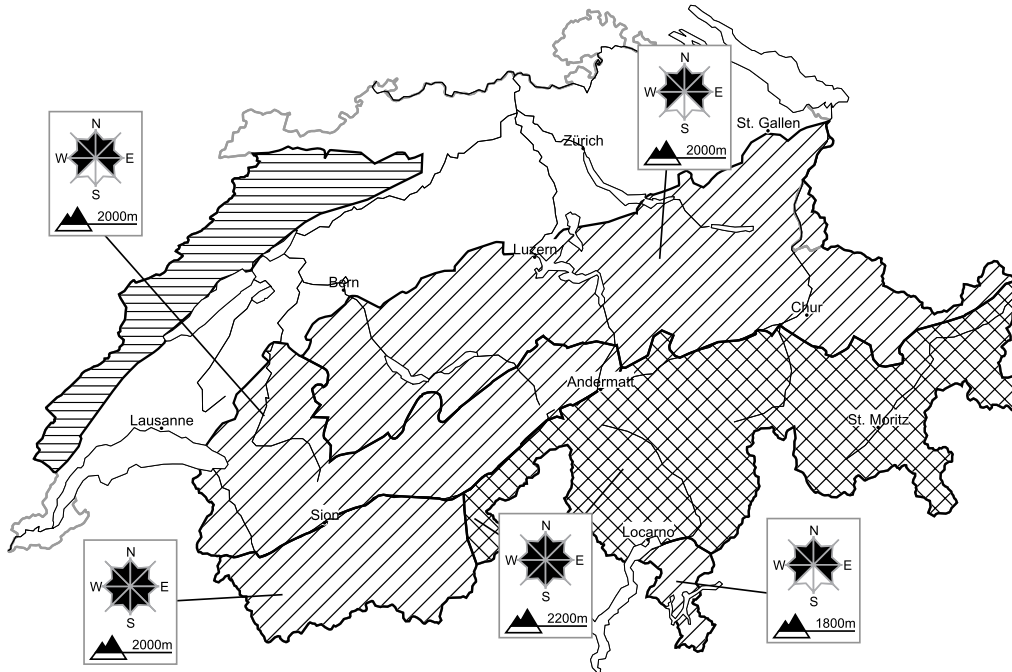 N
W E
S
2000m
St. Gallen
Zürich
N
W E
S
2000m
Luzern
Bern
Chur
Andermatt
Lausanne
St. Moritz
Sion
Locarno
N
W E
S
2000m
N
W E
S
2200m
N
W E
S
1800m